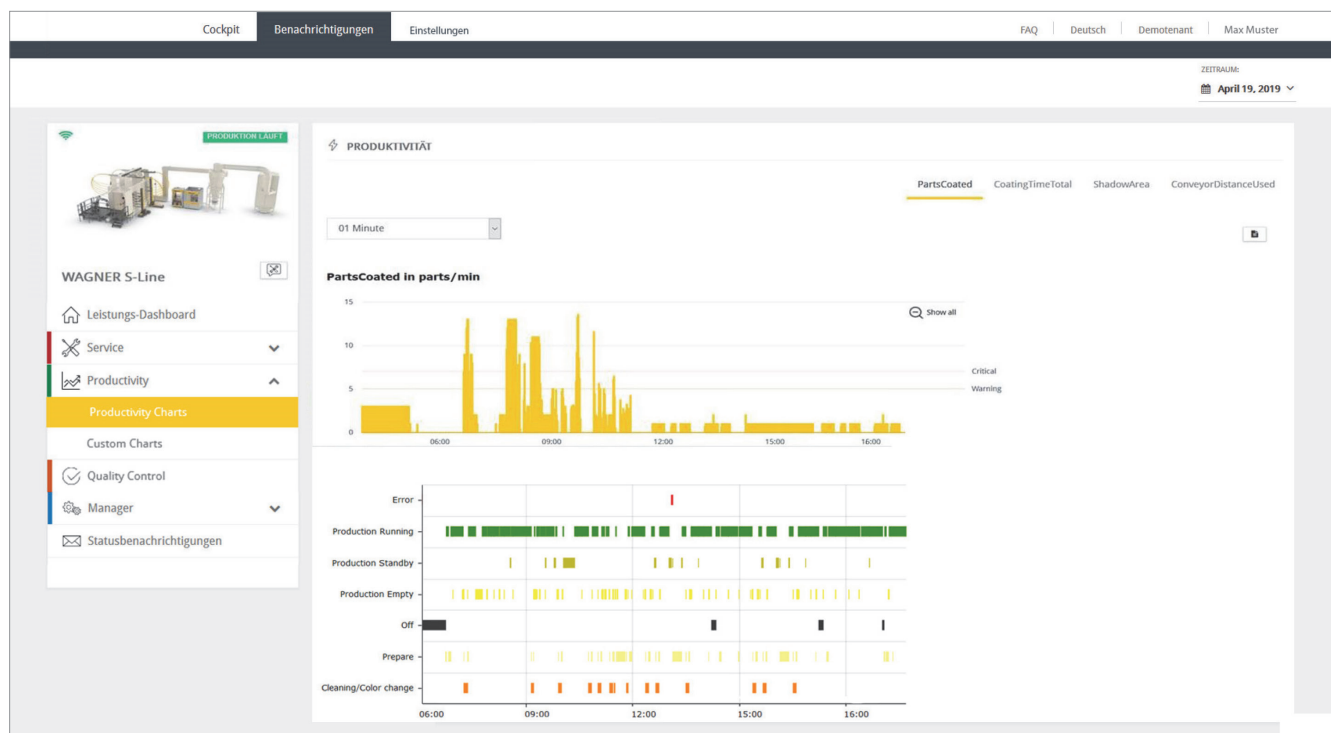 Cockpit Benachrichtigungen Einstellungen FAQ Deutsch Demotenant Max Muster
ZEITRAUM:
April 19, 2019
PRODUKTION LÄUFT
PRODUKTIVITÄT
PartsCoated CoatingTimeTotal ShadowArea ConveyorDistanceUsed
01 Minute
WAGNER S-Line
Leistungs-Dashboard
Service
Productivity
Productivity Charts
Custom Charts
Quality Control
Manager
Statusbenachrichtigungen
PartsCoated in parts/min
15
Show all
10
Critical
5
Warning
0
06:00 09:00 12:00 15:00 16:00
Error
Production Running
Production Standby
Production Empty
Off
Prepare
Cleaning/Color change
06:00 09:00 12:00 15:00 16:00